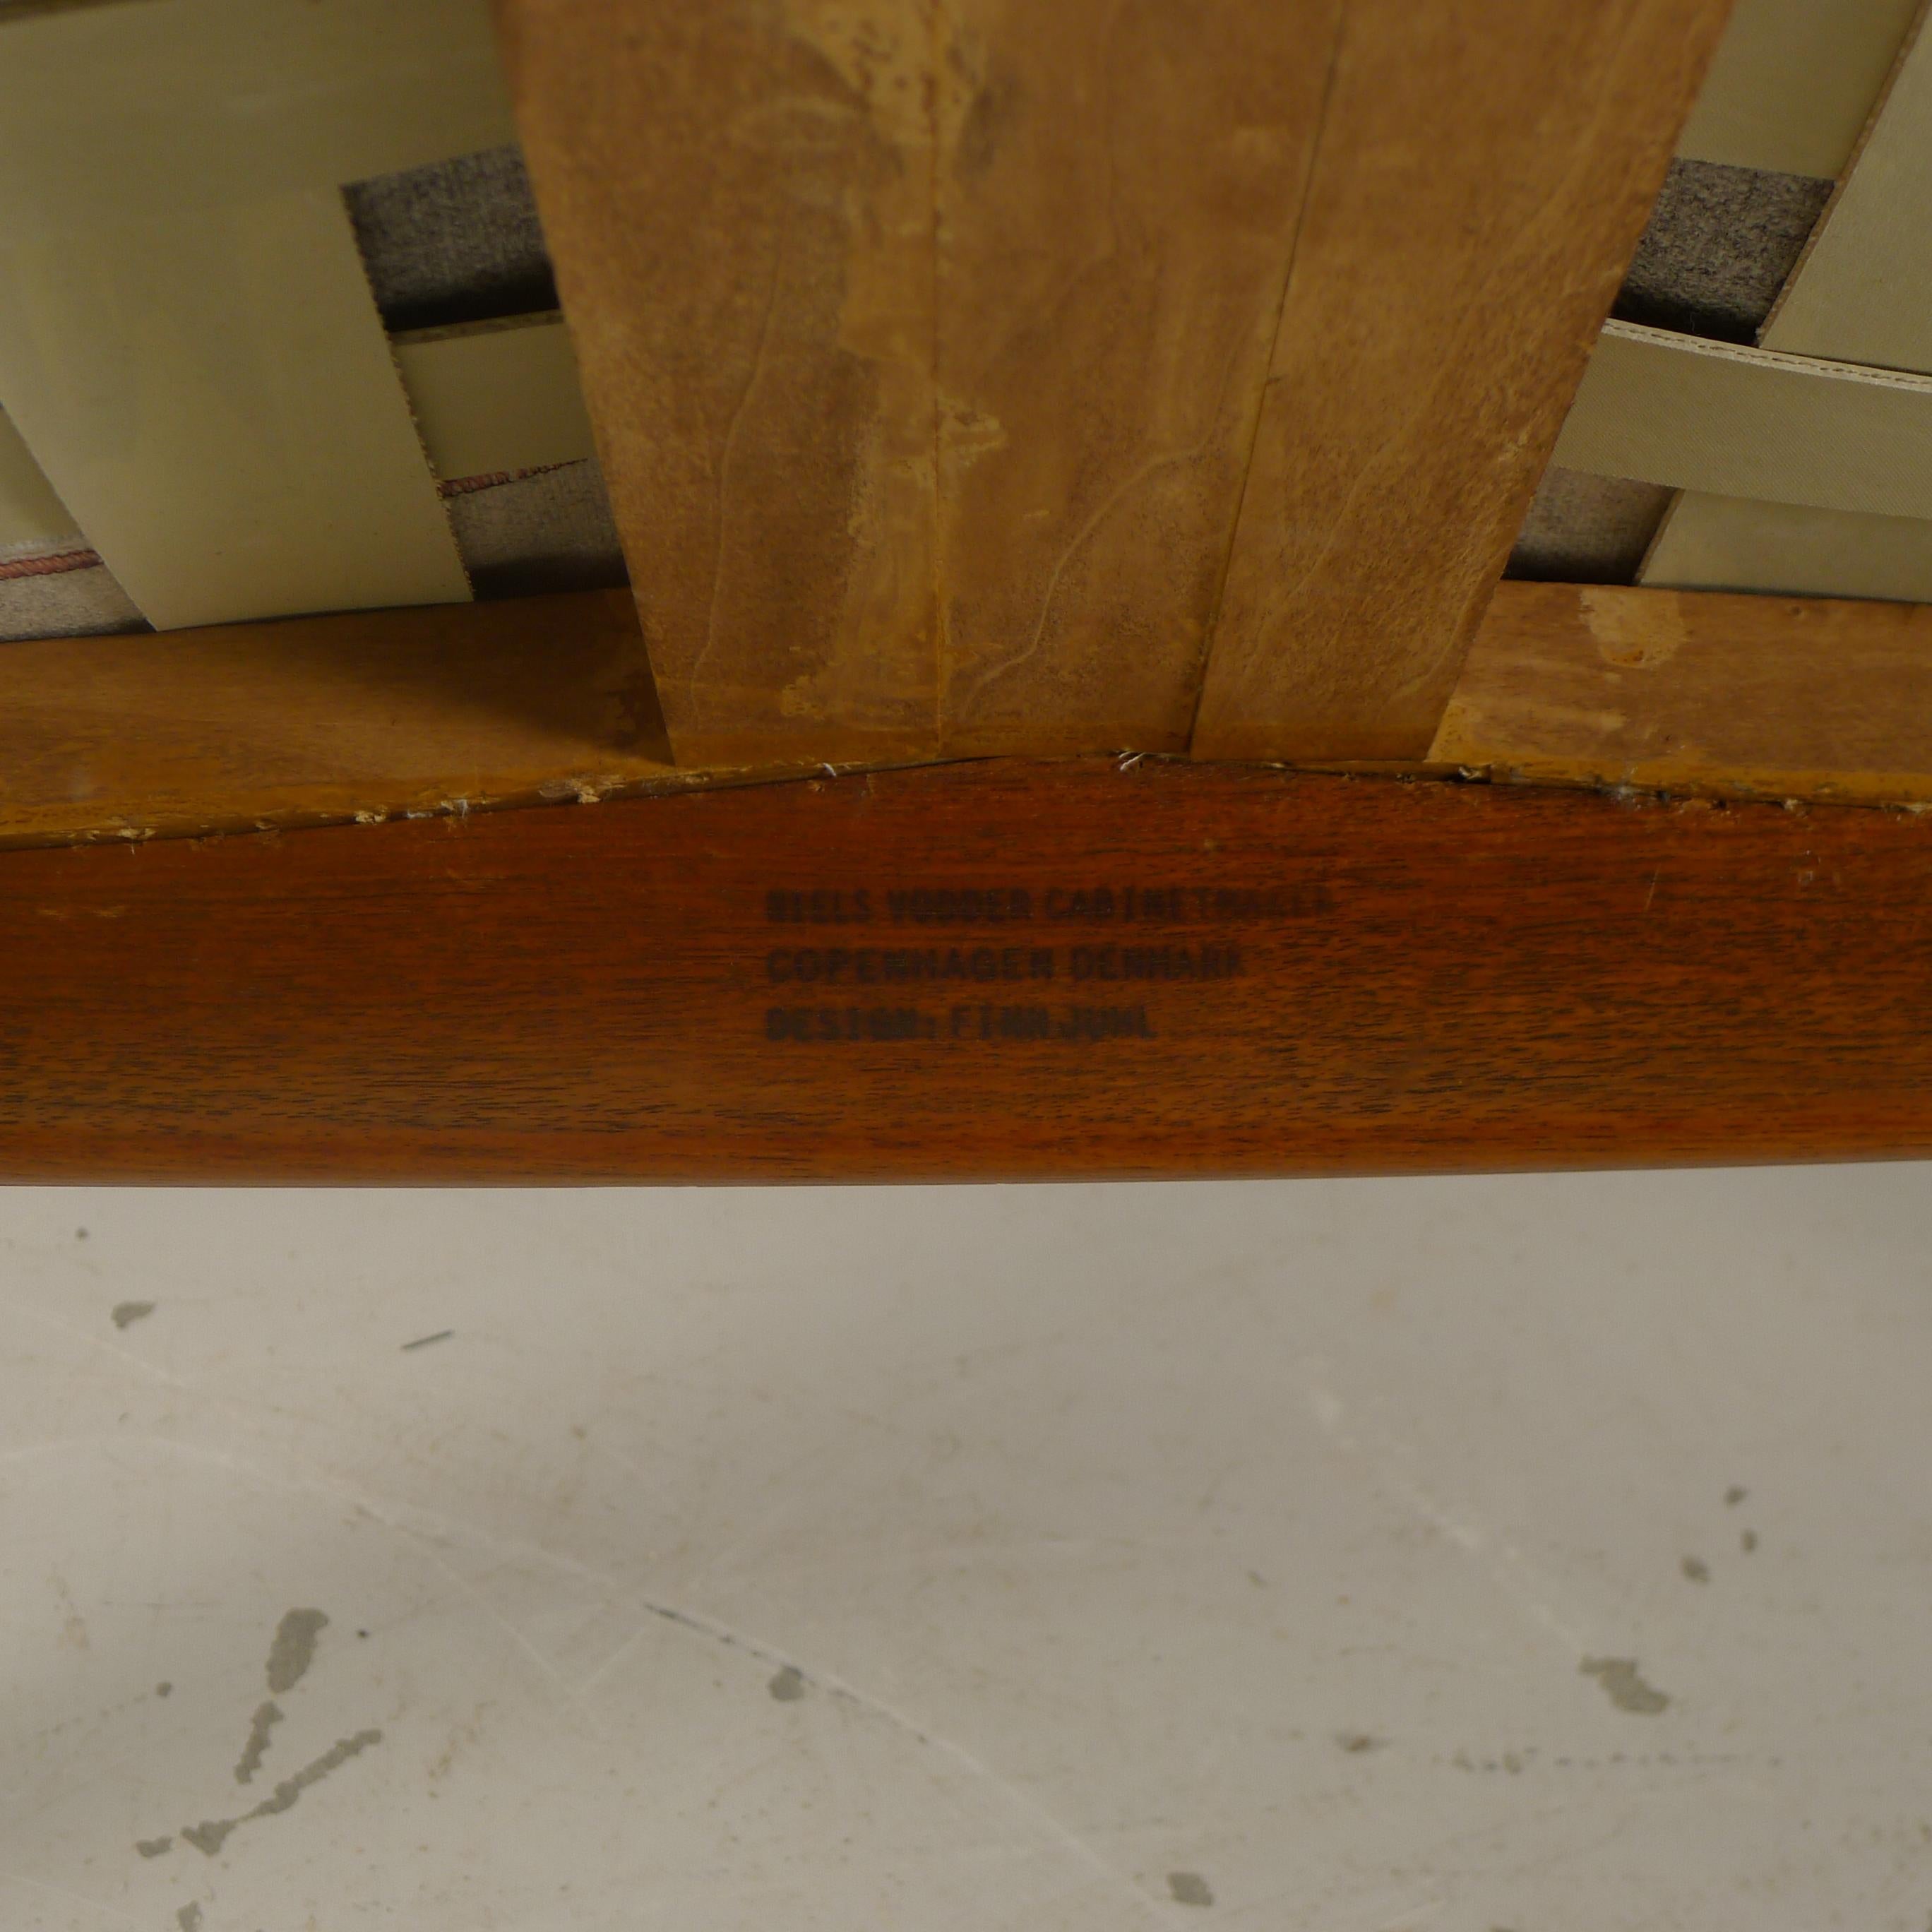 NIELS VODDER CABINETMAKER
COPENHAGEN DENMARK
DESIGN: FINN JUHL